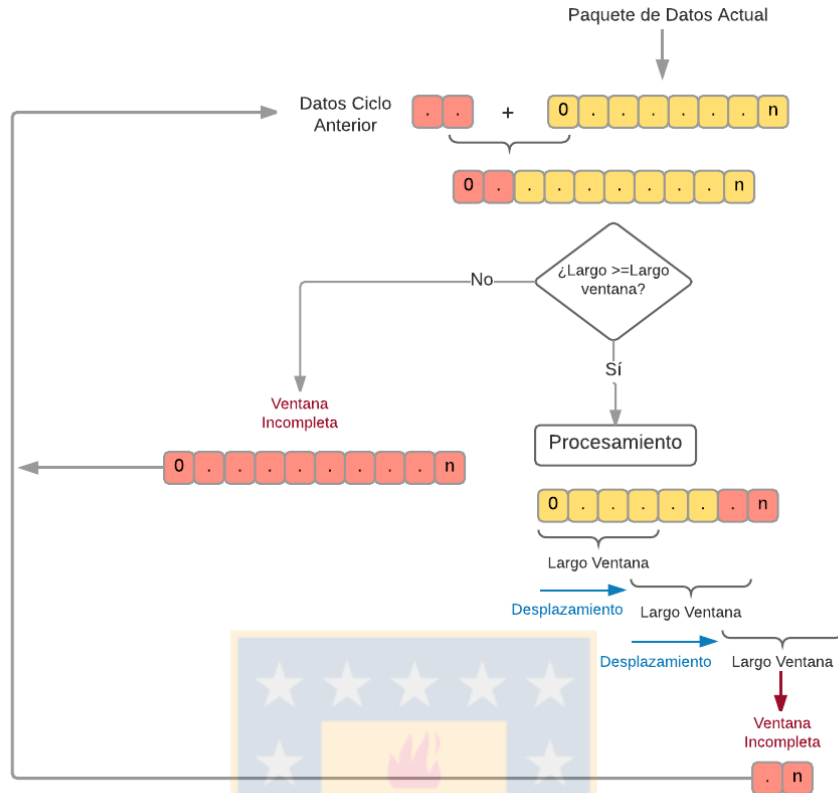 Paquete de Datos Actual
Datos Ciclo
Anterior
. . + 0 . . . . . . n
0 . . . . . . . . n
¿Largo >=Largo
ventana?
No
Sí
Ventana
Incompleta
Procesamiento
0 . . . . . . . . n
0 . . . . . . n
Largo Ventana
Desplazamiento
Largo Ventana
Desplazamiento
Largo Ventana
Ventana
Incompleta
. n